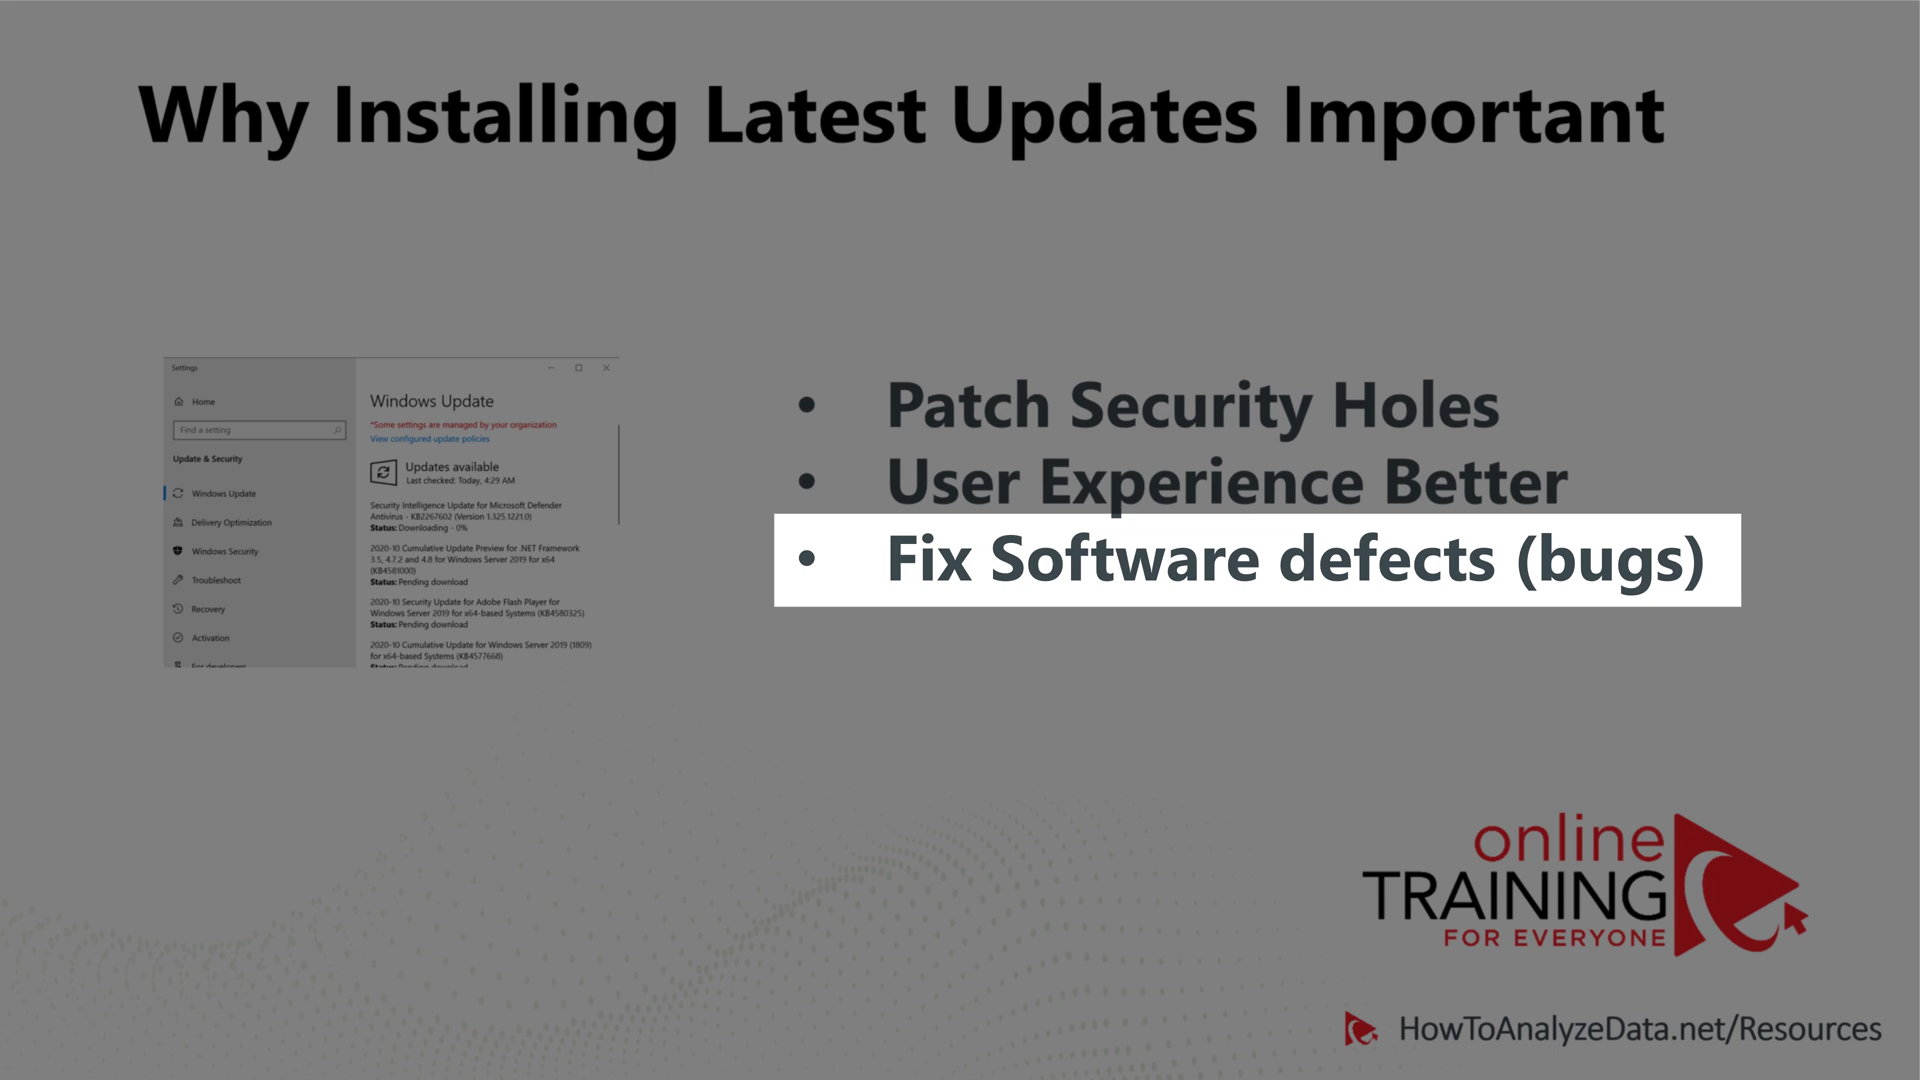 Why Installing Latest Updates Important
Settings
Home
Find a setting
Update & Security
Windows Update
Delivery Optimization
Windows Security
Troubleshoot
Recovery
Activation
For developers
Windows Update
*Some settings are managed by your organization
View configured update policies
Updates available
Last checked: Today, 4:29 AM
Security Intelligence Update for Microsoft Defender
Antivirus - KB2267602 (Version 1.325.1221.0)
Status: Downloading - 0%
2020-10 Cumulative Update Preview for .NET Framework
3.5, 4.7.2 and 4.8 for Windows Server 2019 for x64
(KB4581000)
Status: Pending download
2020-10 Security Update for Adobe Flash Player for
Windows Server 2019 for x64-based Systems (KB4580325)
Status: Pending download
2020-10 Cumulative Update for Windows Server 2019 (1809)
for x64-based Systems (KB4577668)
Status: Pending download
• Patch Security Holes
• User Experience Better
• Fix Software defects (bugs)
online
TRAINING
FOR EVERYONE
HowToAnalyzeData.net/Resources